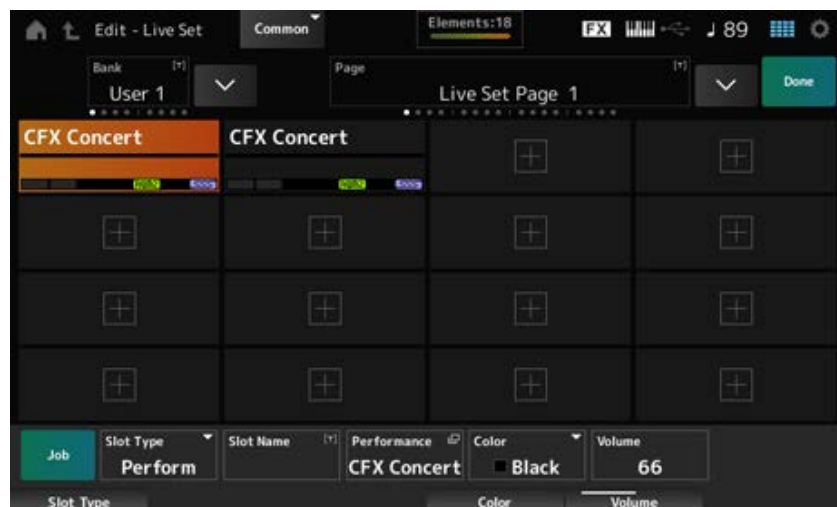 Edit - Live Set
Common
Elements:18
FX
89
Bank
User 1
Page
Live Set Page 1
Done
CFX Concert
CFX Concert
Job
Slot Type
Perform
Slot Name
Performance
CFX Concert
Color
Black
Volume
66
Slot Type
Color
Volume